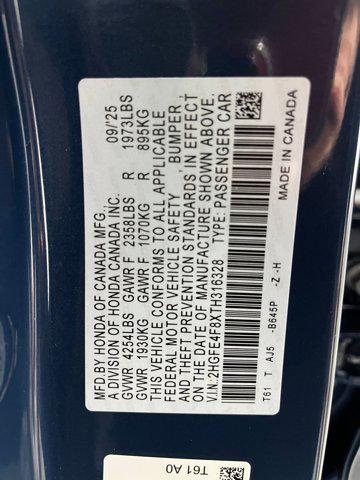 MFD.BY HONDA OF CANADA MFG. 09/25
A DIVISION OF HONDA CANADA INC.
GVWR 4254LBS GAWR F 2358LBS R 1973LBS
GVWR 1930KG GAWR F 1070KG R 895KG
THIS VEHICLE CONFORMS TO ALL APPLICABLE
FEDERAL MOTOR VEHICLE SAFETY, BUMPER,
AND THEFT PREVENTION STANDARDS IN EFFECT
ON THE DATE OF MANUFACTURE SHOWN ABOVE.
V.I.N: 2HGFE4F8XTH316328 TYPE: PASSENGER CAR
T61 T AJ5 -B645P -Z -H
MADE IN CANADA
T61 A0